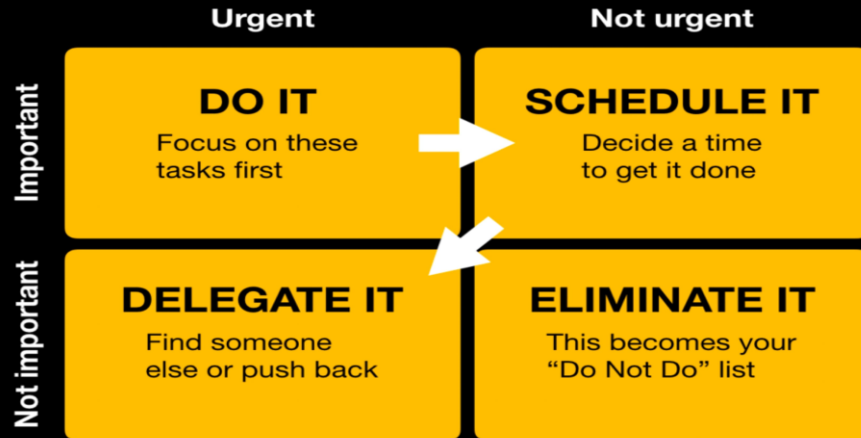 Urgent
Not urgent
Important
DO IT
Focus on these
tasks first
SCHEDULE IT
Decide a time
to get it done
Not important
DELEGATE IT
Find someone
else or push back
ELIMINATE IT
This becomes your
“Do Not Do” list